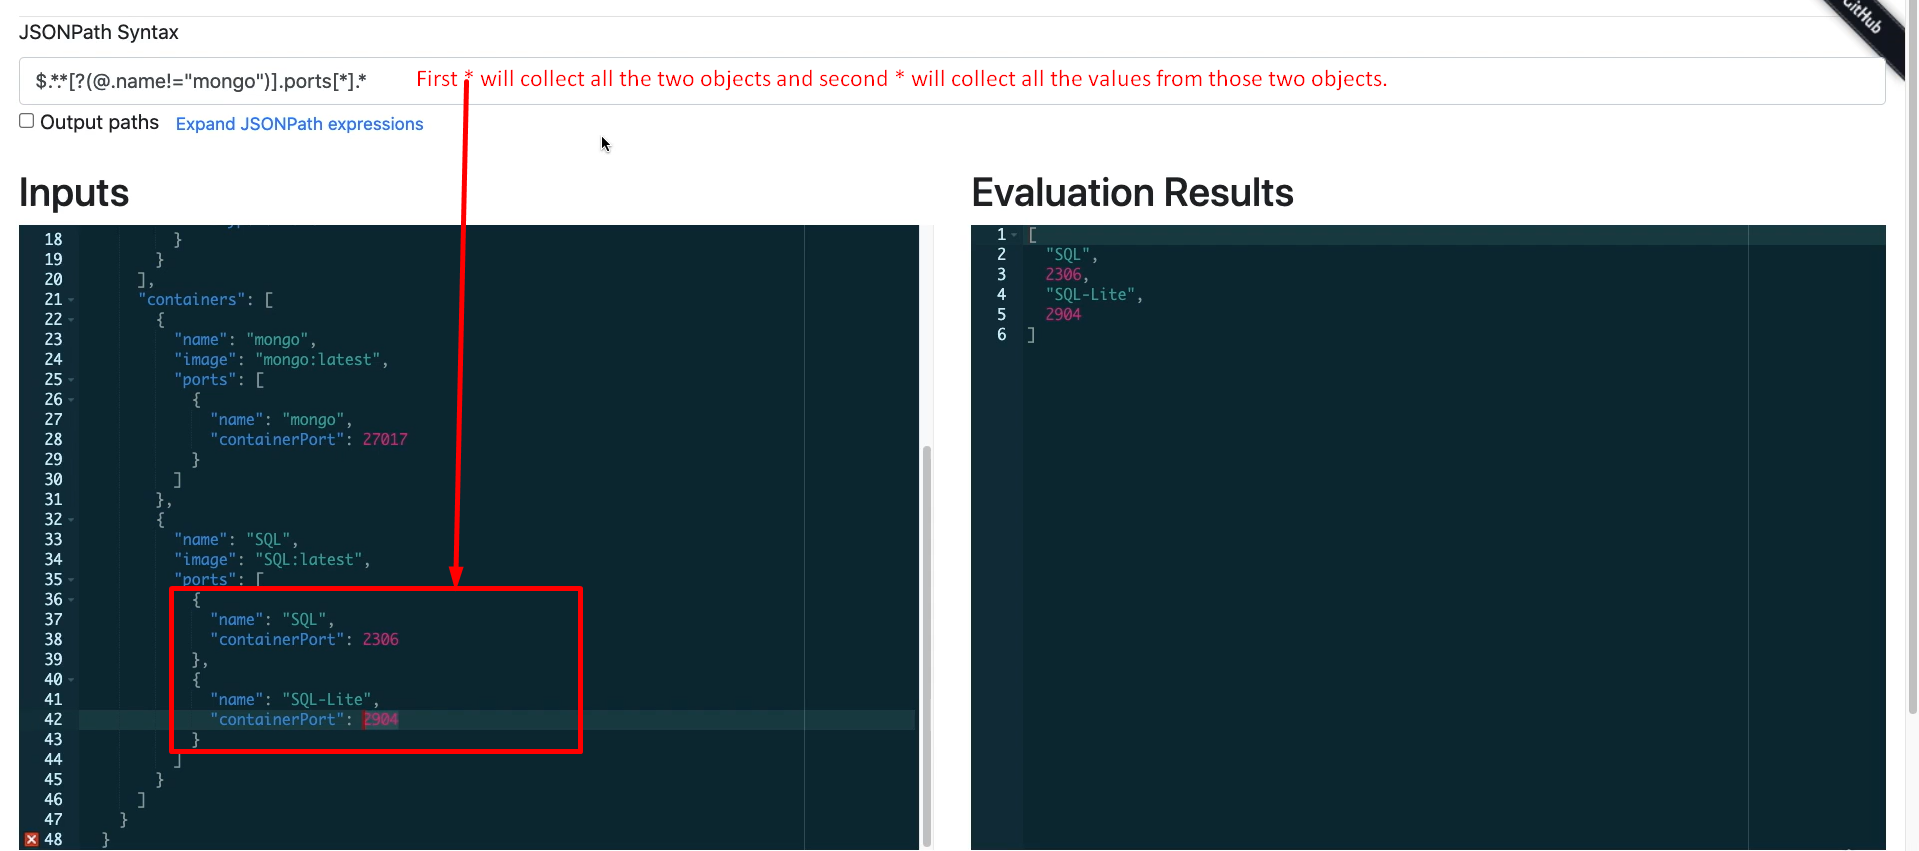 GitHub
JSONPath Syntax
$.*.*[?(@.name!="mongo")].ports[*].*
First * will collect all the two objects and second * will collect all the values from those two objects.
Output paths Expand JSONPath expressions
Inputs
18 }
19 }
20 ],
21 "containers": [
22 {
23 "name": "mongo",
24 "image": "mongo:latest",
25 "ports": [
26 {
27 "name": "mongo",
28 "containerPort": 27017
29 }
30 ]
31 },
32 {
33 "name": "SQL",
34 "image": "SQL:latest",
35 "ports": [
36 {
37 "name": "SQL",
38 "containerPort": 2306
39 },
40 {
41 "name": "SQL-Lite",
42 "containerPort": 2904
43 }
44 ]
45 }
46 ]
47 }
48 }
Evaluation Results
1 [
2 "SQL",
3 2306,
4 "SQL-Lite",
5 2904
6 ]